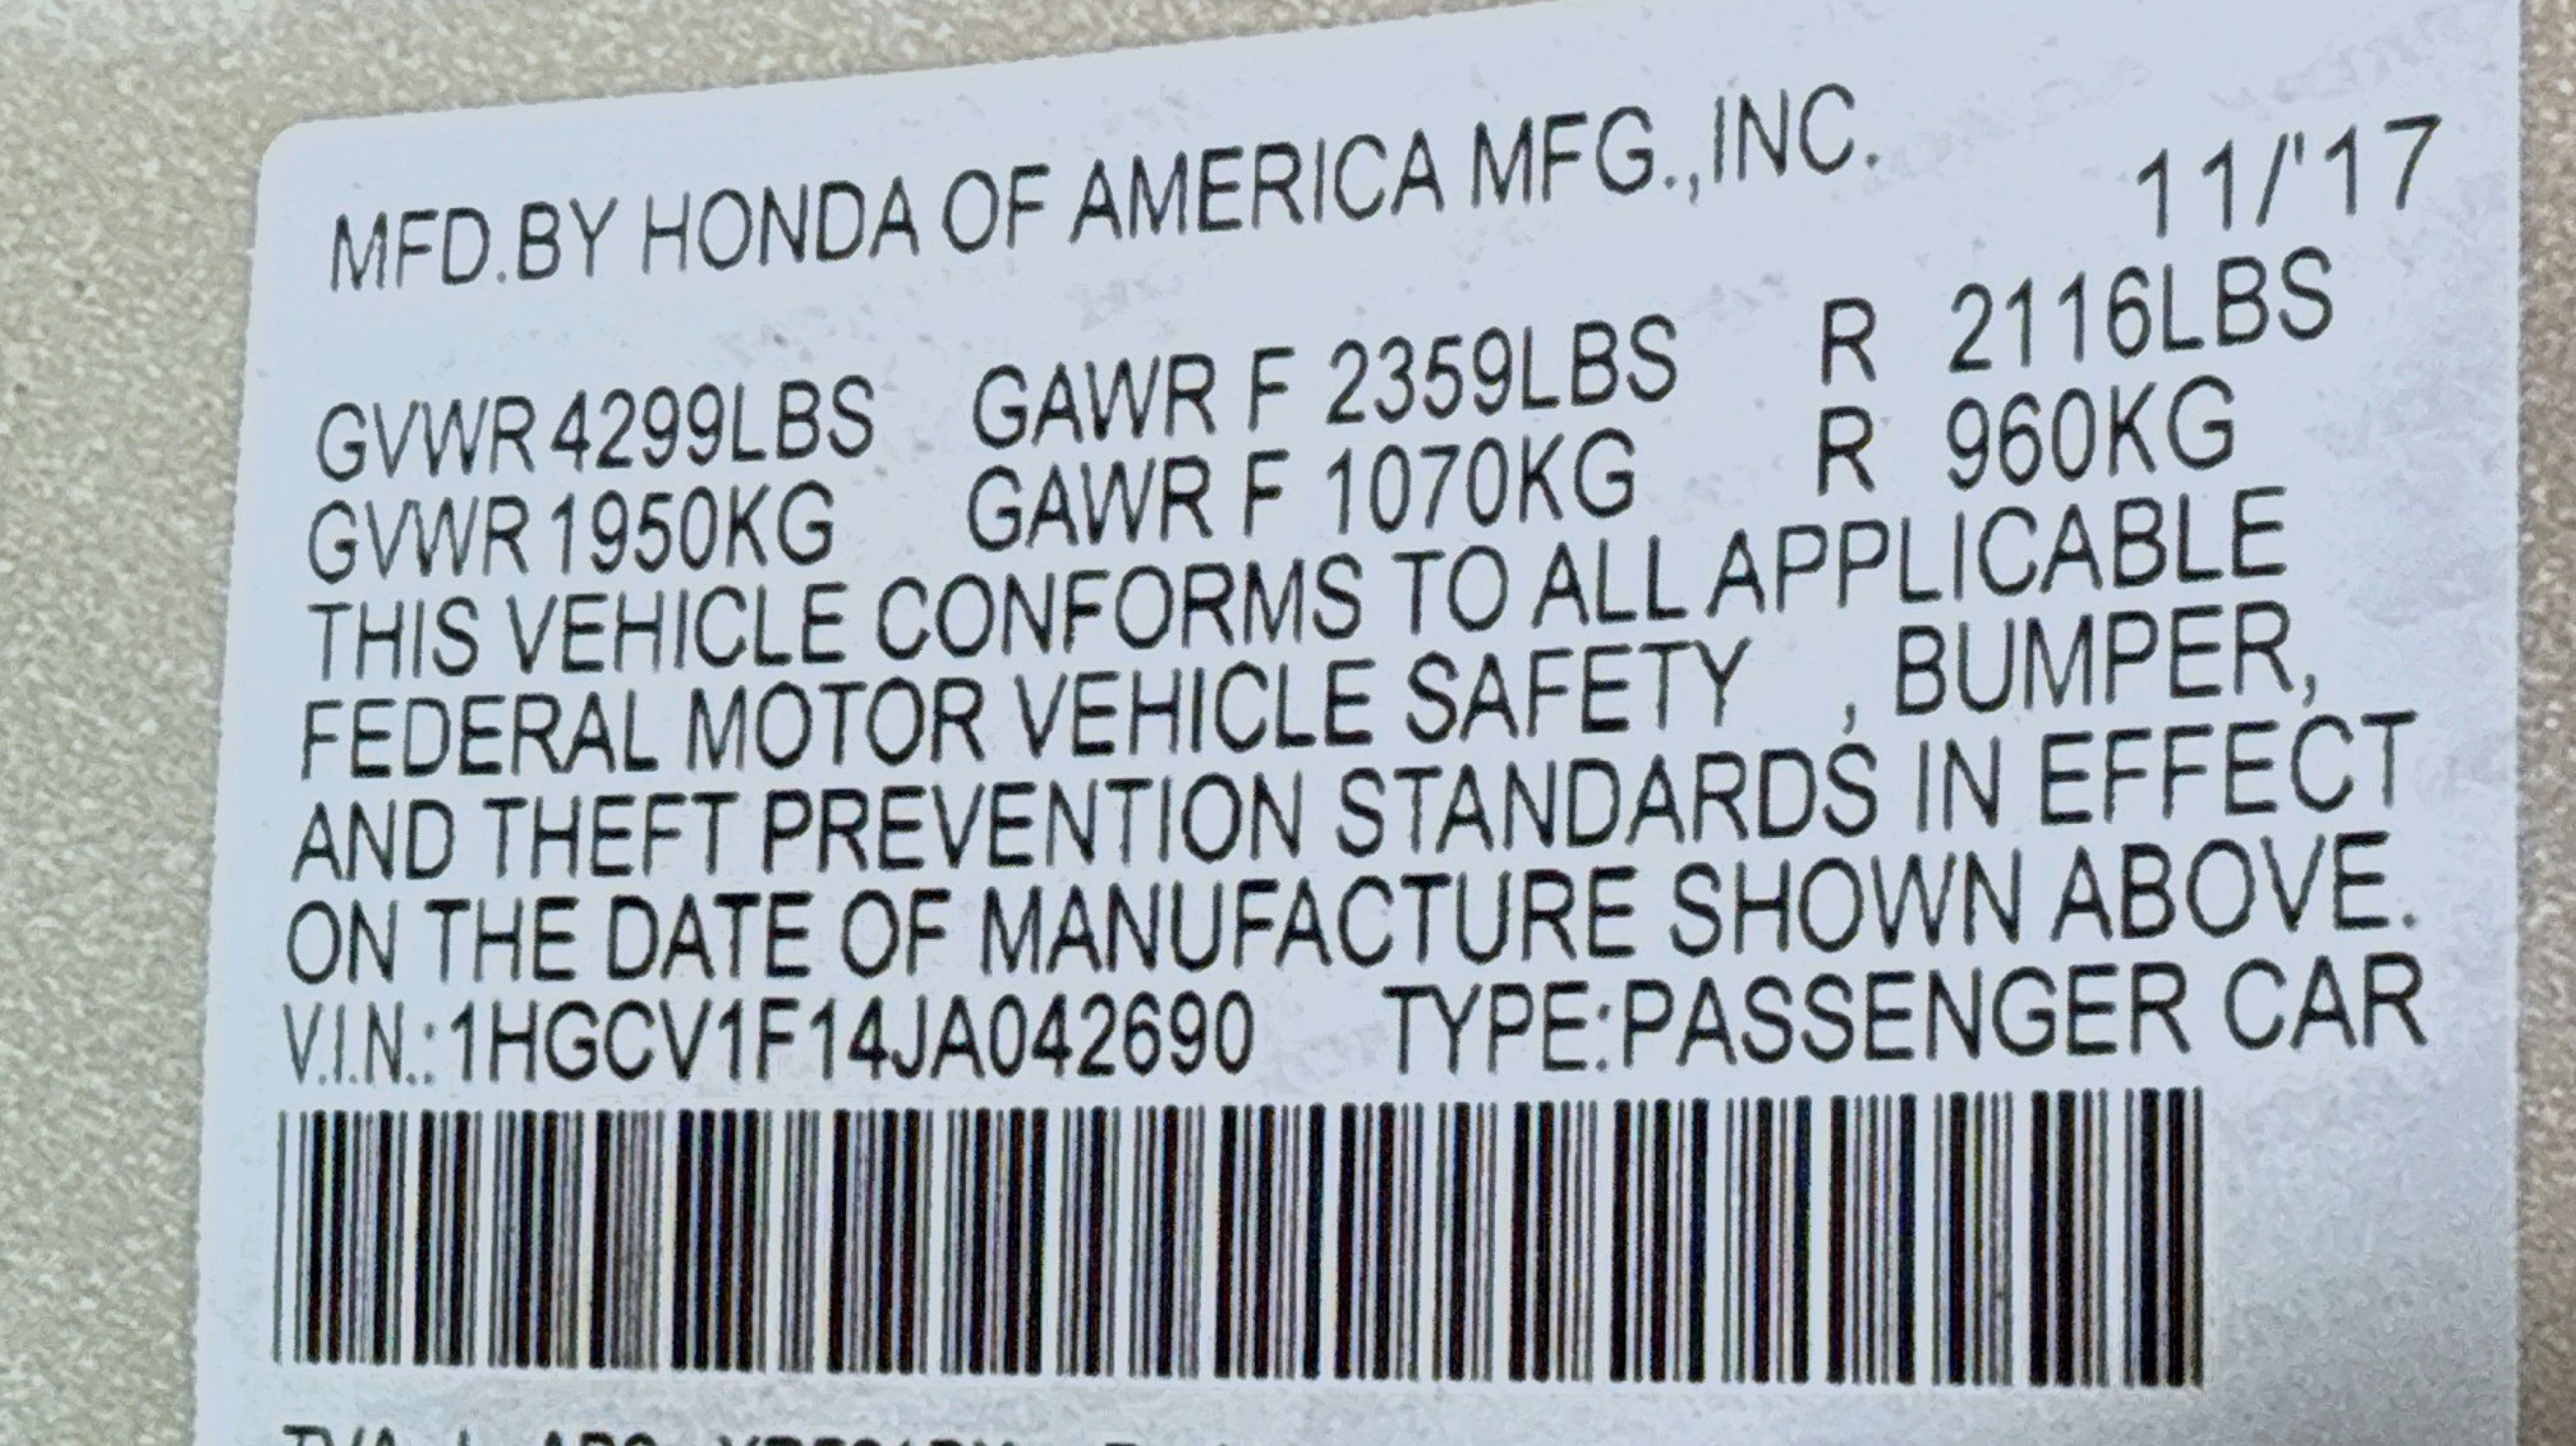 MFD.BY HONDA OF AMERICA MFG.,INC. 11/'17
GVWR 4299LBS GAWR F 2359LBS R 2116LBS
GVWR 1950KG GAWR F 1070KG R 960KG
THIS VEHICLE CONFORMS TO ALL APPLICABLE
FEDERAL MOTOR VEHICLE SAFETY , BUMPER,
AND THEFT PREVENTION STANDARDS IN EFFECT
ON THE DATE OF MANUFACTURE SHOWN ABOVE.
V.I.N.:1HGCV1F14JA042690 TYPE:PASSENGER CAR